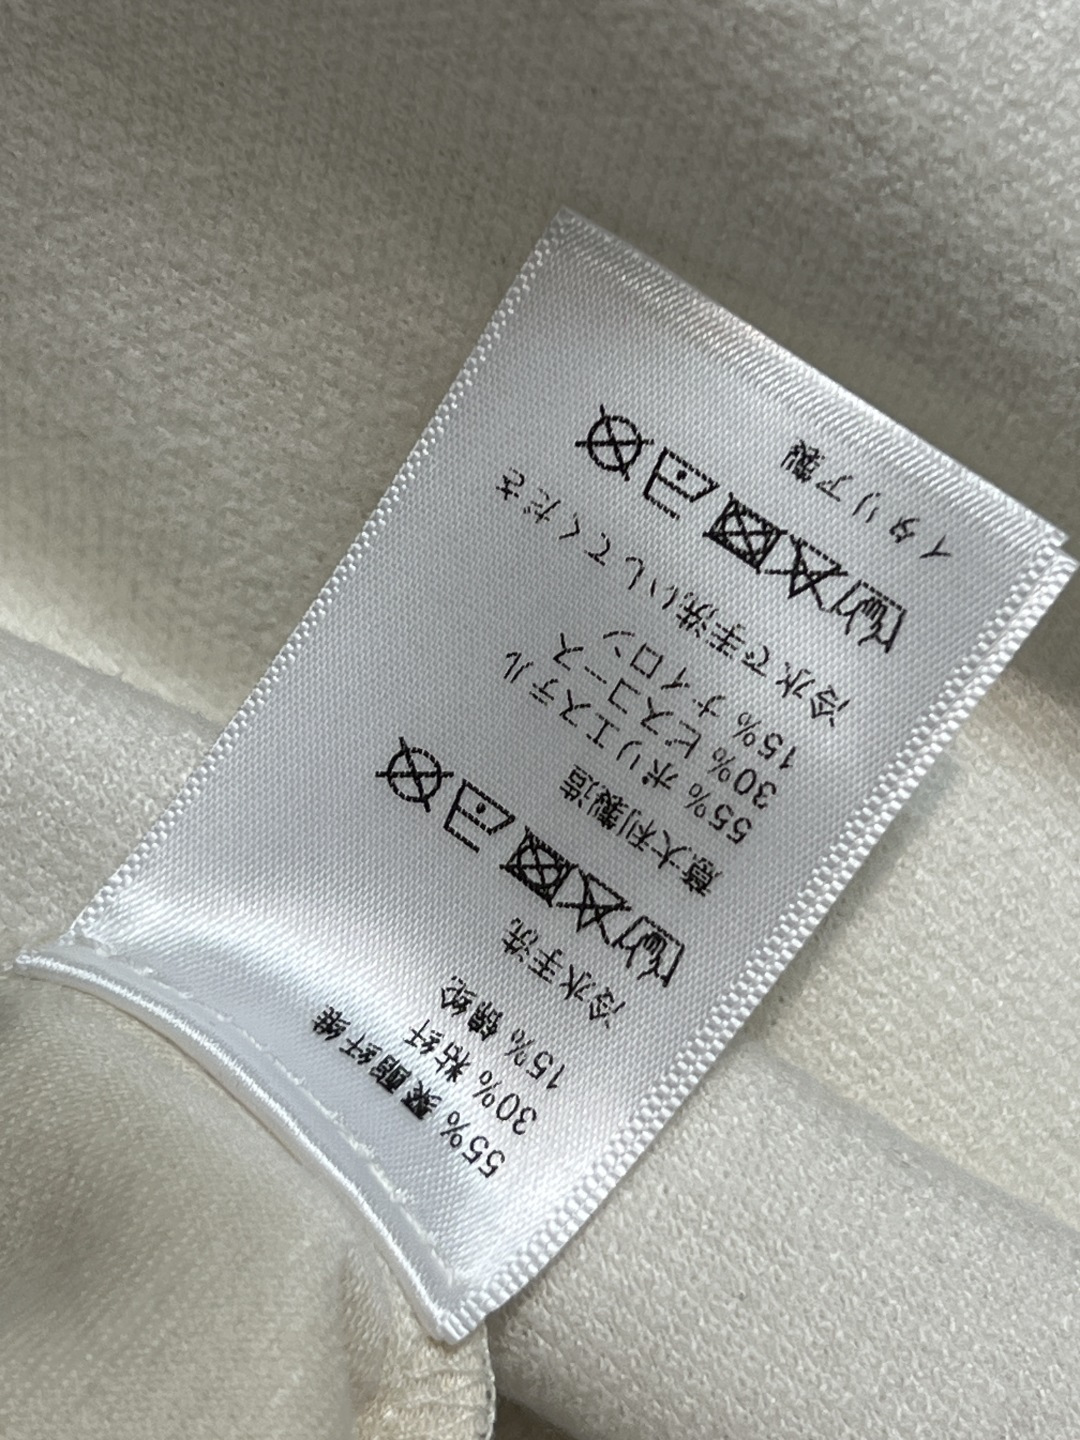 55% 聚酯纤维
30% 粘纤
15% 锦纶
冷水手洗
意大利製造
55% ポリエステル
30% ビスコース
15% ナイロン
冷水で手洗いしてくださ
イタリア製